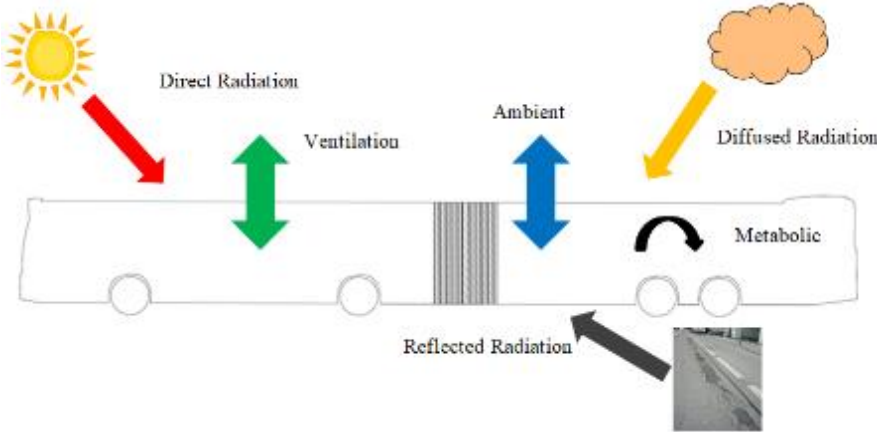 Direct Radiation
Ventilation
Ambient
Diffused Radiation
Metabolic
Reflected Radiation